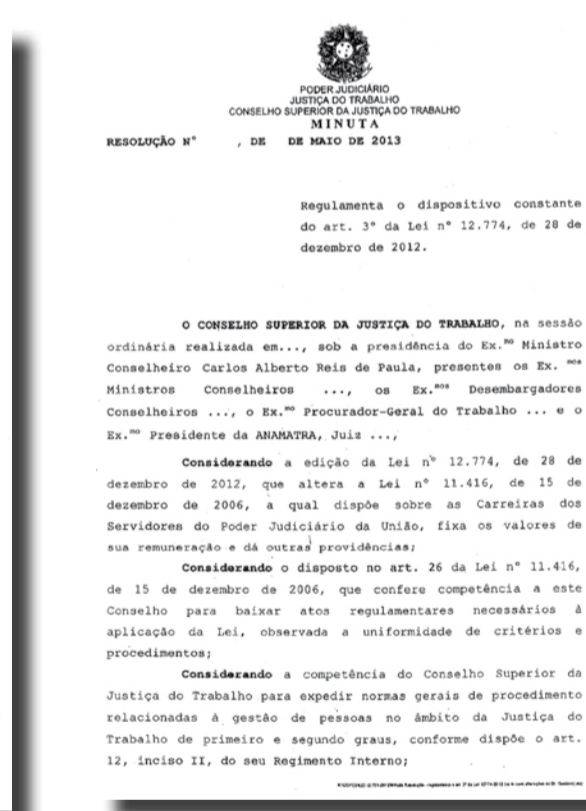 PODER JUDICIÁRIO
JUSTIÇA DO TRABALHO
CONSELHO SUPERIOR DA JUSTIÇA DO TRABALHO
MINUTA
RESOLUÇÃO Nº , DE DE MAIO DE 2013
Regulamenta o dispositivo constante
do art. 3º da Lei nº 12.774, de 28 de
dezembro de 2012.
O CONSELHO SUPERIOR DA JUSTIÇA DO TRABALHO, na sessão
ordinária realizada em..., sob a presidência do Ex.mo Ministro
Conselheiro Carlos Alberto Reis de Paula, presentes os Ex. mos
Ministros Conselheiros ..., os Ex.mos Desembargadores
Conselheiros ..., o Ex.mo Procurador-Geral do Trabalho ... e o
Ex.mo Presidente da ANAMATRA, Juiz ...,
Considerando a edição da Lei nº 12.774, de 28 de
dezembro de 2012, que altera a Lei nº 11.416, de 15 de
dezembro de 2006, a qual dispõe sobre as Carreiras dos
Servidores do Poder Judiciário da União, fixa os valores de
sua remuneração e dá outras providências;
Considerando o disposto no art. 26 da Lei nº 11.416,
de 15 de dezembro de 2006, que confere competência a este
Conselho para baixar atos regulamentares necessários à
aplicação da Lei, observada a uniformidade de critérios e
procedimentos;
Considerando a competência do Conselho Superior da
Justiça do Trabalho para expedir normas gerais de procedimento
relacionadas à gestão de pessoas no âmbito da Justiça do
Trabalho de primeiro e segundo graus, conforme dispõe o art.
12, inciso II, do seu Regimento Interno;